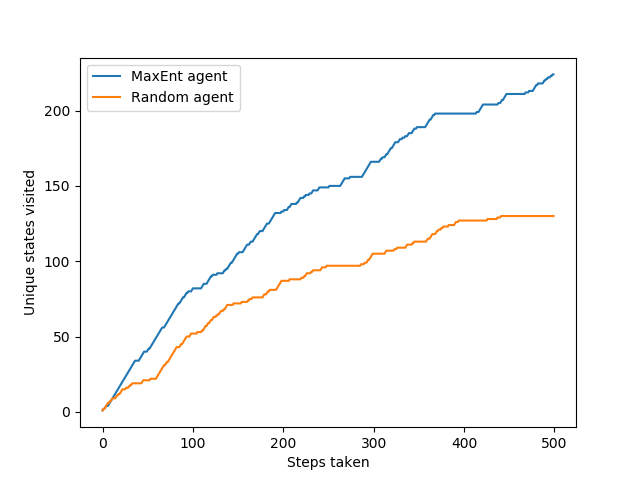 MaxEnt agent
Random agent
Unique states visited
200
150
100
50
0
0 100 200 300 400 500
Steps taken